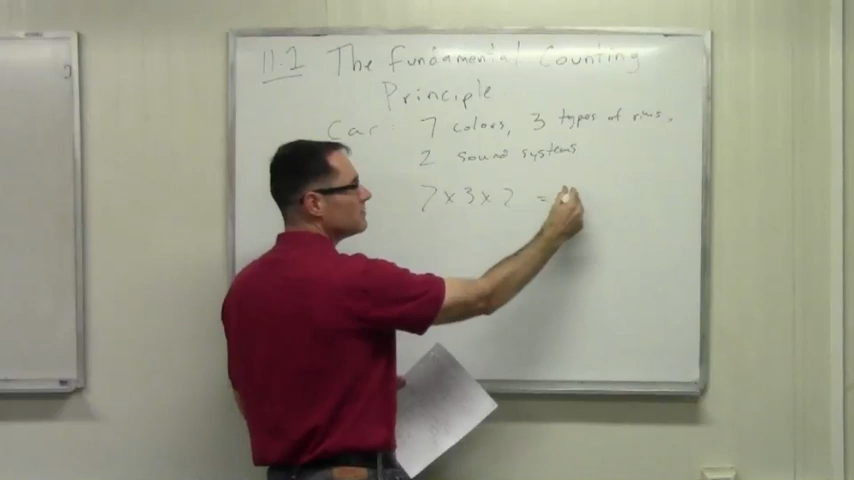 11.1 The Fundamental Counting
Principle
Car: 7 colors, 3 types of rims,
2 sound systems
7 x 3 x 2 =